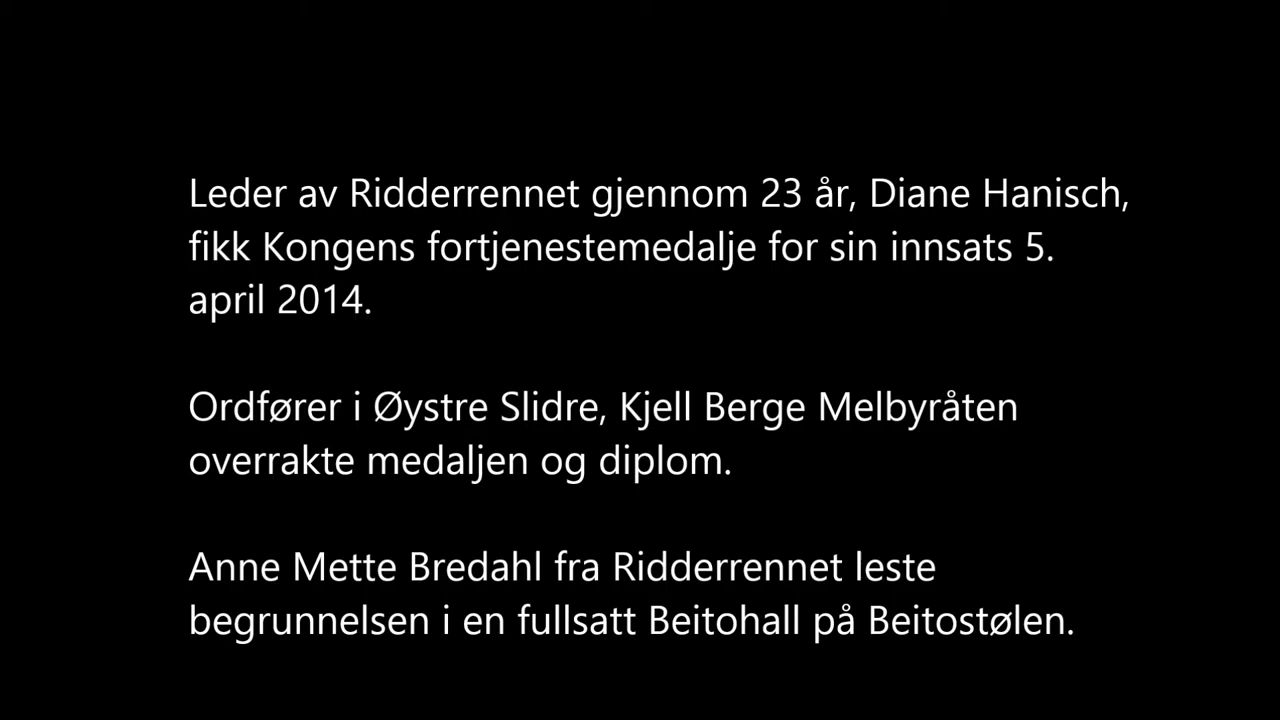 Leder av Ridderrennet gjennom 23 år, Diane Hanisch,
fikk Kongens fortjenestemedalje for sin innsats 5.
april 2014.
Ordfører i Øystre Slidre, Kjell Berge Melbyråten
overrakte medaljen og diplom.
Anne Mette Bredahl fra Ridderrennet leste
begrunnelsen i en fullsatt Beitohall på Beitostølen.